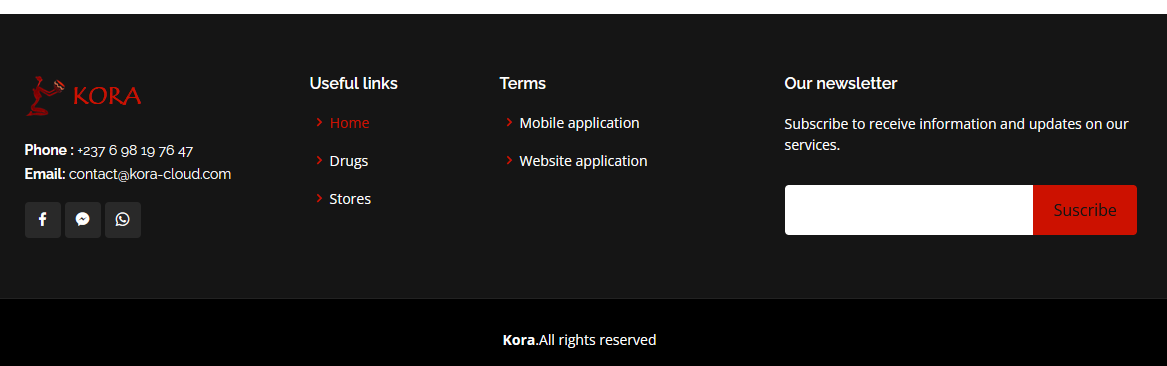 KORA
Phone : +237 6 98 19 76 47
Email: contact@kora-cloud.com
Useful links
Home
Drugs
Stores
Terms
Mobile application
Website application
Our newsletter
Subscribe to receive information and updates on our
services.
Suscribe
Kora.All rights reserved